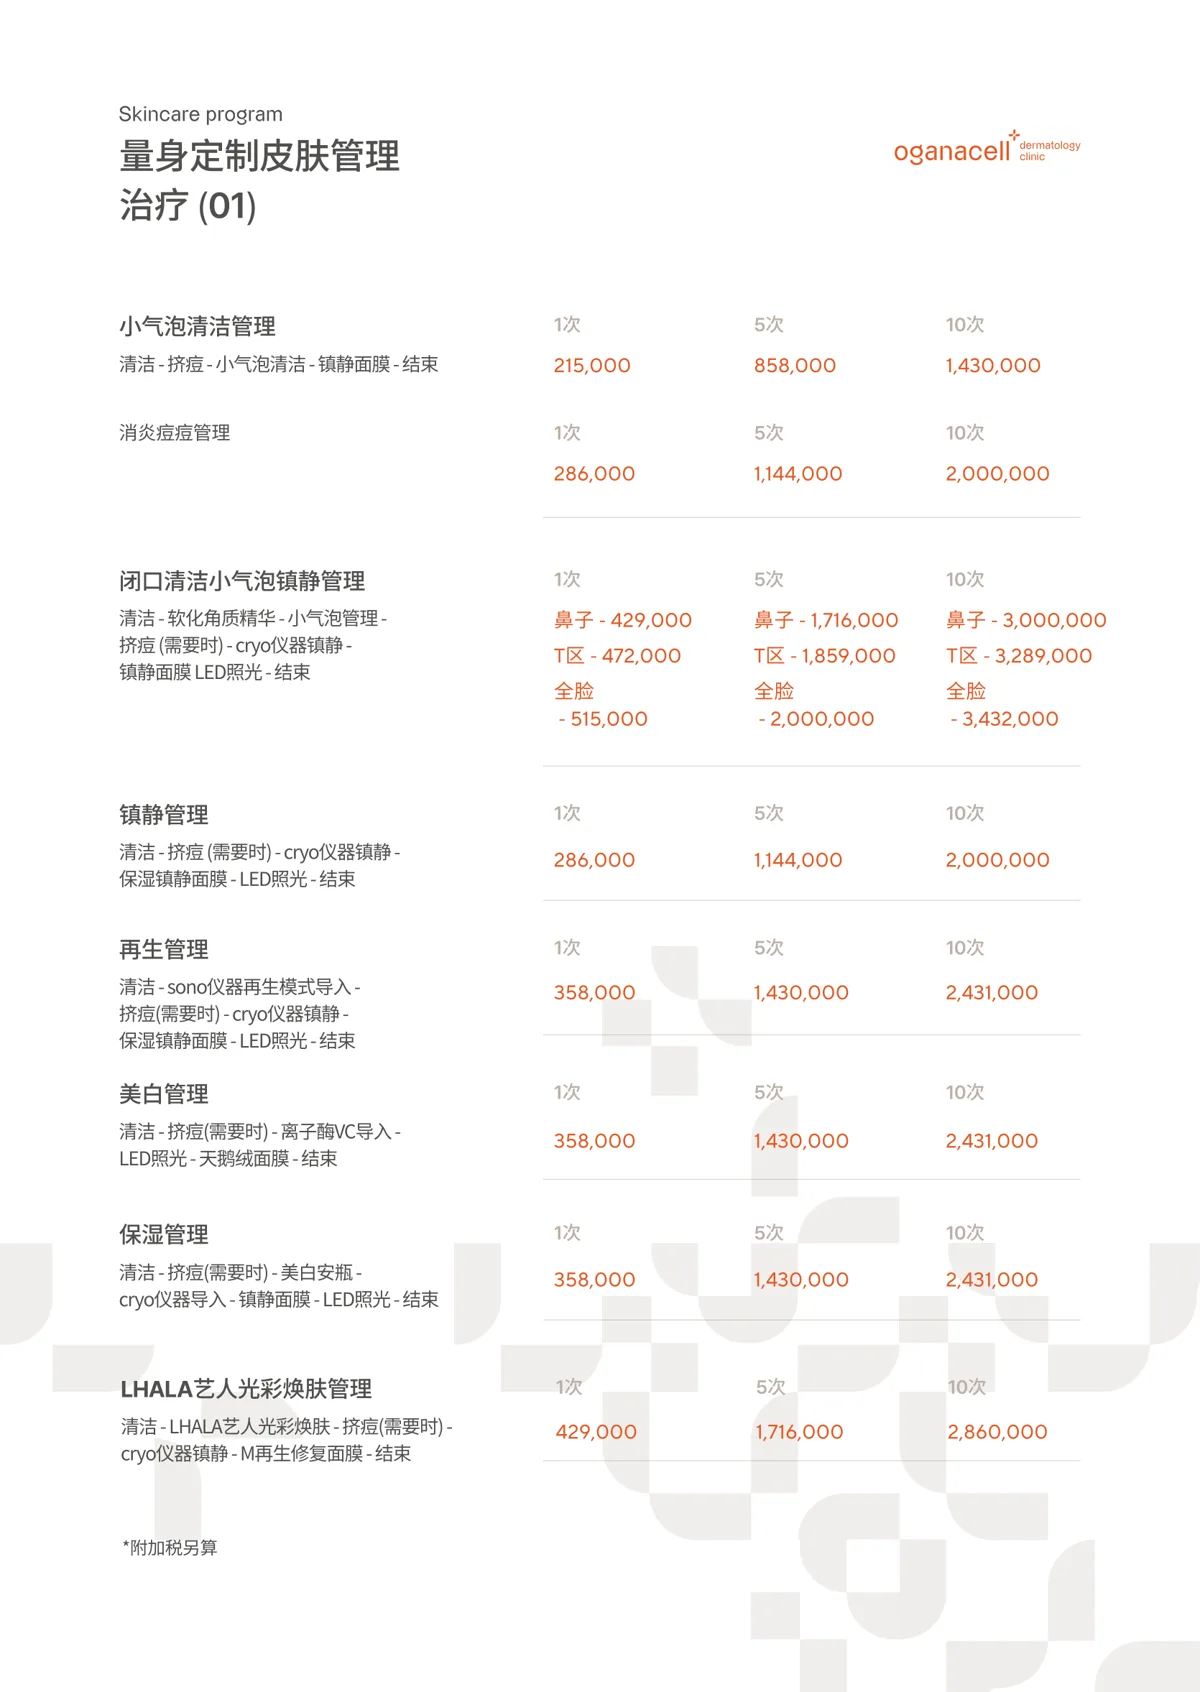 Skincare program
量身定制皮肤管理
治疗 (01)
oganacell dermatology
clinic
小气泡清洁管理 1次 5次 10次
清洁 - 挤痘 - 小气泡清洁 - 镇静面膜 - 结束 215,000 858,000 1,430,000
消炎痘痘管理 1次 5次 10次
286,000 1,144,000 2,000,000
闭口清洁小气泡镇静管理 1次 5次 10次
清洁 - 软化角质精华 - 小气泡管理 - 鼻子 - 429,000 鼻子 - 1,716,000 鼻子 - 3,000,000
挤痘 (需要时) - cryo仪器镇静 - T区 - 472,000 T区 - 1,859,000 T区 - 3,289,000
镇静面膜 LED照光 - 结束 全脸 全脸 全脸
- 515,000 - 2,000,000 - 3,432,000
镇静管理 1次 5次 10次
清洁 - 挤痘 (需要时) - cryo仪器镇静 - 286,000 1,144,000 2,000,000
保湿镇静面膜 - LED照光 - 结束
再生管理 1次 5次 10次
清洁 - sono仪器再生模式导入 - 358,000 1,430,000 2,431,000
挤痘(需要时) - cryo仪器镇静 -
保湿镇静面膜 - LED照光 - 结束
美白管理 1次 5次 10次
清洁 - 挤痘(需要时) - 离子酶VC导入 - 358,000 1,430,000 2,431,000
LED照光 - 天鹅绒面膜 - 结束
保湿管理 1次 5次 10次
清洁 - 挤痘(需要时) - 美白安瓶 - 358,000 1,430,000 2,431,000
cryo仪器导入 - 镇静面膜 - LED照光 - 结束
LHALA艺人光彩焕肤管理 1次 5次 10次
清洁 - LHALA艺人光彩焕肤 - 挤痘(需要时) - 429,000 1,716,000 2,860,000
cryo仪器镇静 - M再生修复面膜 - 结束
*附加税另算